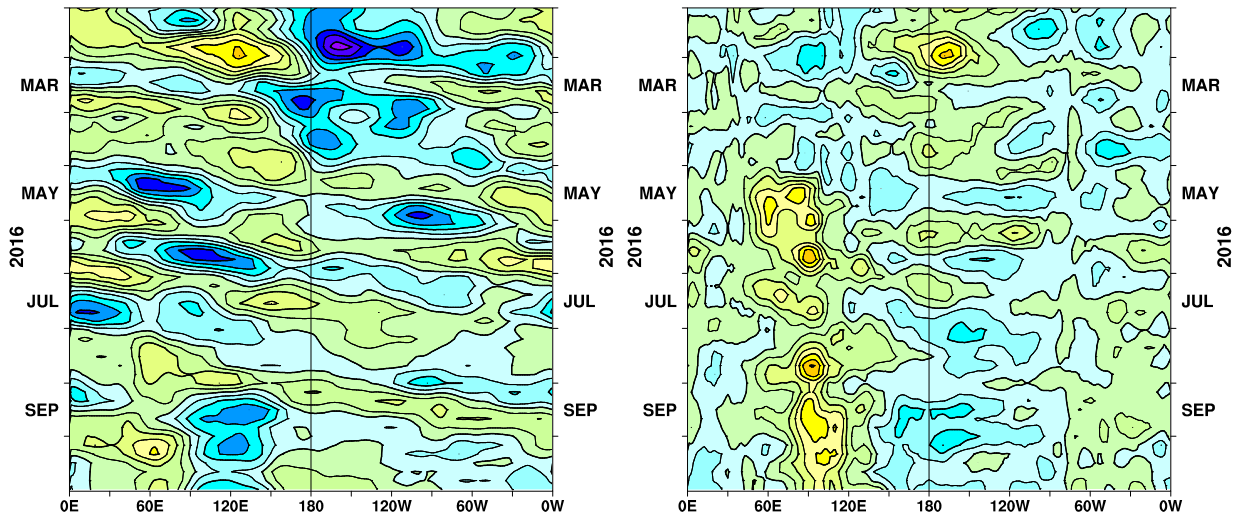 MAR MAR MAR MAR
MAY MAY MAY MAY
2016 2016 2016 2016
JUL JUL JUL JUL
SEP SEP SEP SEP
0E 60E 120E 180 120W 60W 0W 0E 60E 120E 180 120W 60W 0W